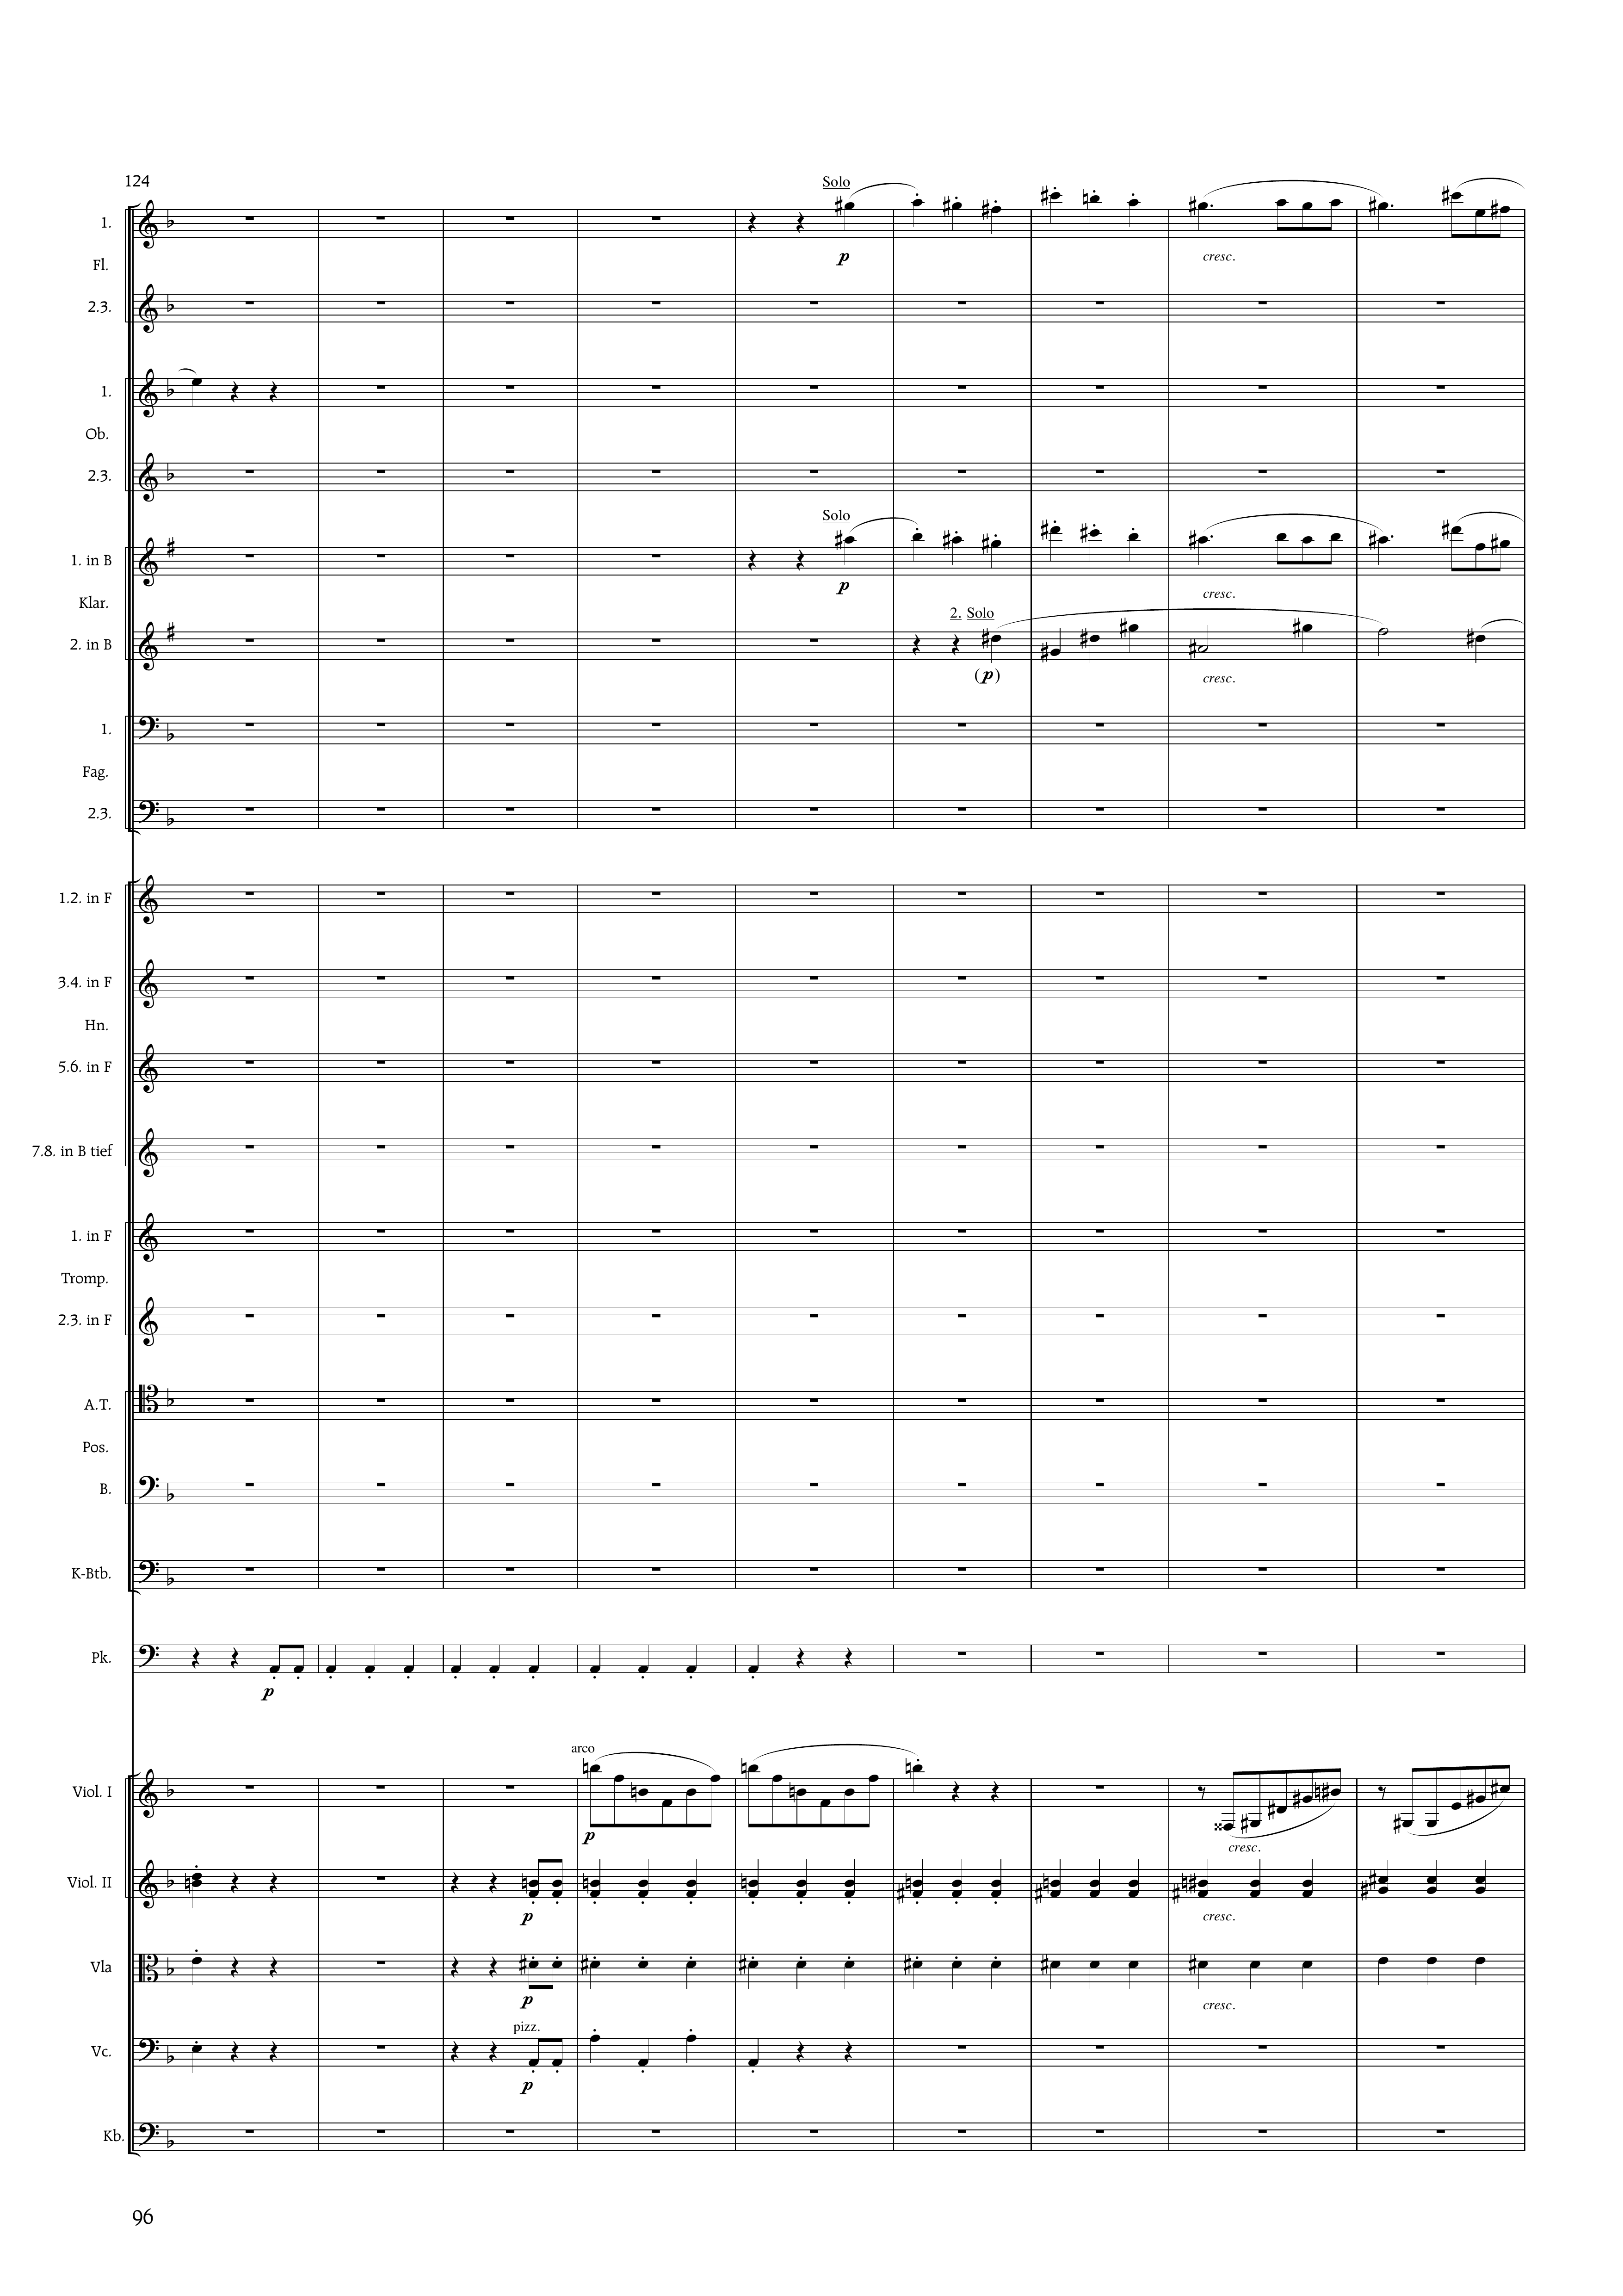 124
Solo
1.
p
cresc.
Fl.
2.3.
1.
Ob.
2.3.
Solo
1. in B
p
cresc.
Klar.
2. Solo
2. in B
(p)
cresc.
1.
Fag.
2.3.
1.2. in F
3.4. in F
Hn.
5.6. in F
7.8. in B tief
1. in F
Tromp.
2.3. in F
A.T.
Pos.
B.
K-Btb.
Pk.
p
arco
Viol. I
p
cresc.
Viol. II
p
cresc.
Vla
p
cresc.
pizz.
Vc.
p
Kb.
96